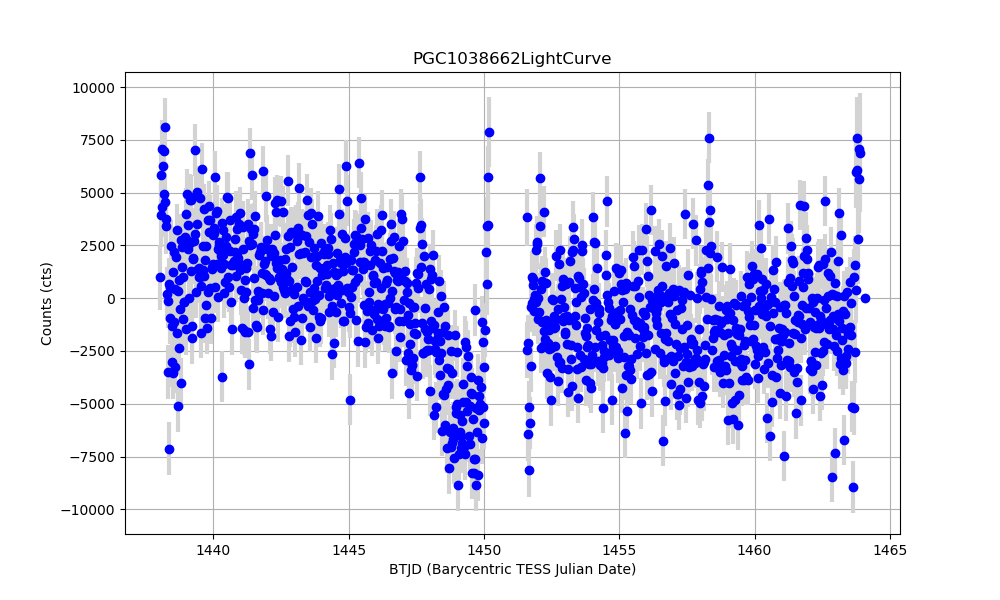 PGC1038662LightCurve
10000
7500
5000
2500
0
−2500
−5000
−7500
−10000
Counts (cts)
1440 1445 1450 1455 1460 1465
BTJD (Barycentric TESS Julian Date)